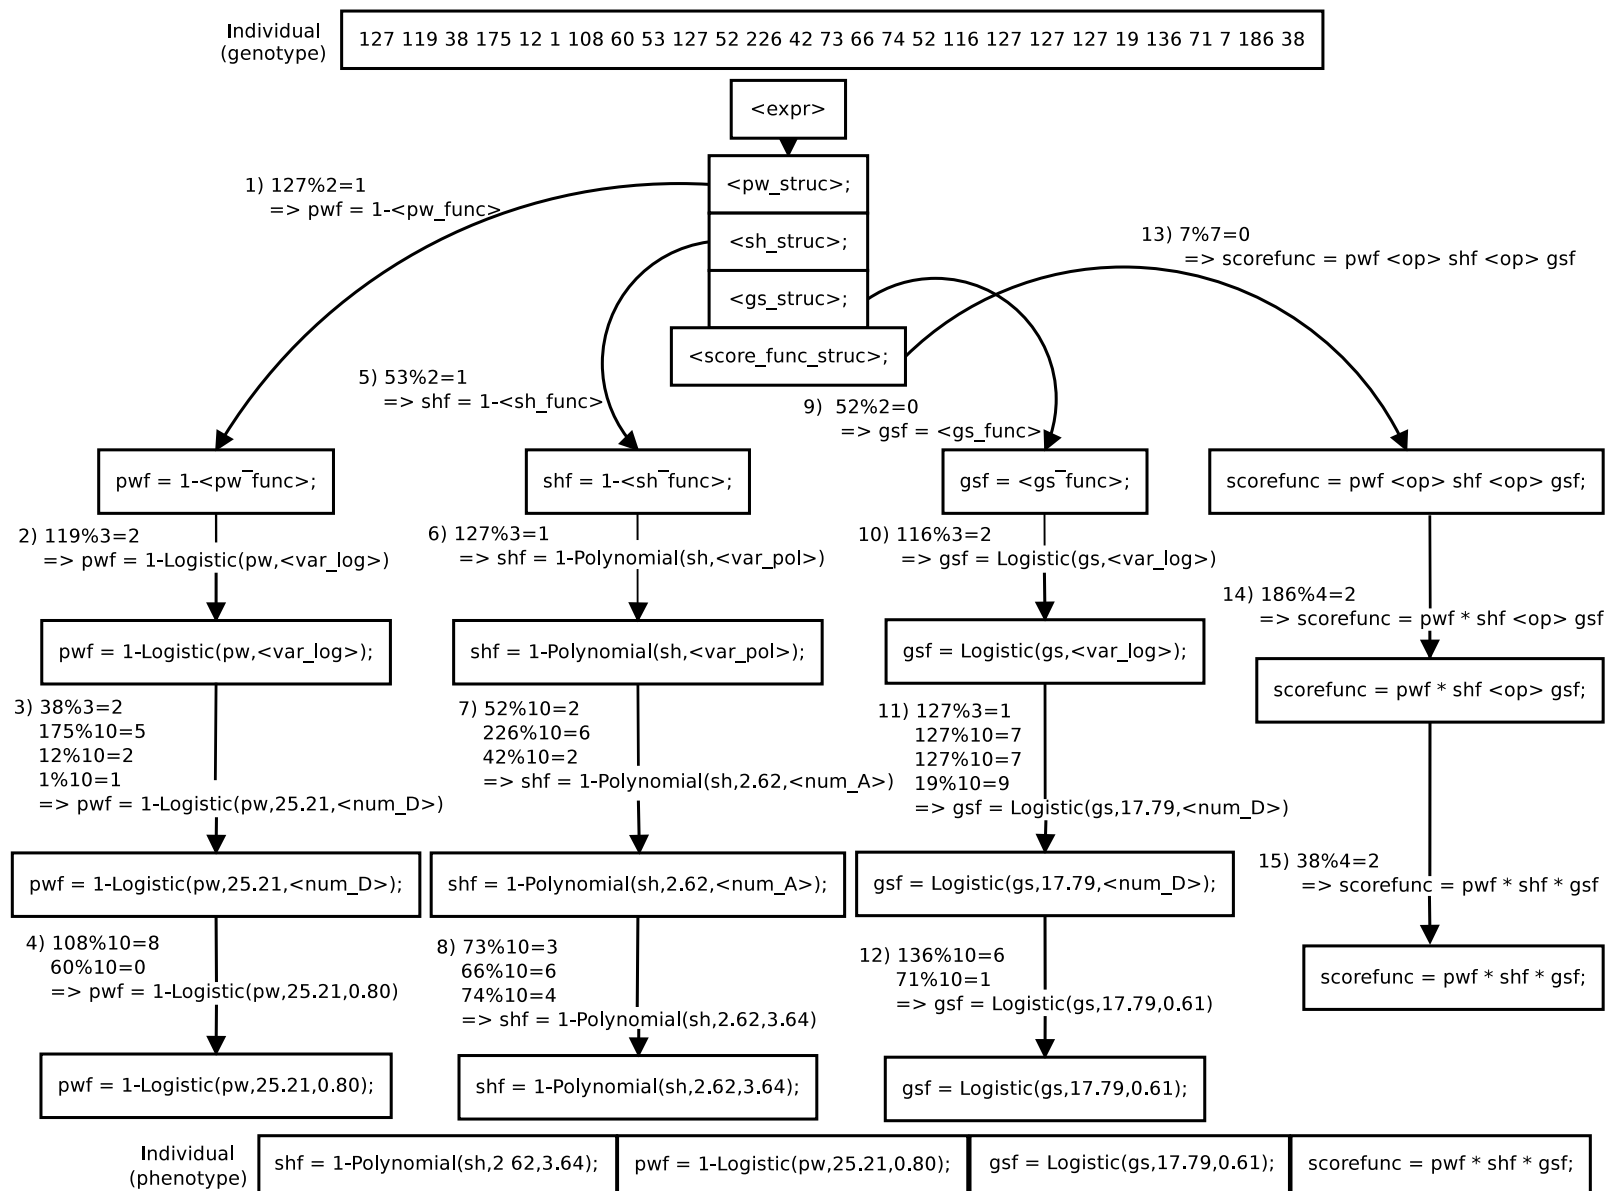 Individual
(genotype)
127 119 38 175 12 1 108 60 53 127 52 226 42 73 66 74 52 116 127 127 127 19 136 71 7 186 38
<expr>
<pw_struc>;
<sh_struc>;
<gs_struc>;
<score_func_struc>;
1) 127%2=1
=> pwf = 1-<pw_func>
5) 53%2=1
=> shf = 1-<sh_func>
9) 52%2=0
=> gsf = <gs_func>
13) 7%7=0
=> scorefunc = pwf <op> shf <op> gsf
pwf = 1-<pw_func>;
shf = 1-<sh_func>;
gsf = <gs_func>;
scorefunc = pwf <op> shf <op> gsf;
2) 119%3=2
=> pwf = 1-Logistic(pw,<var_log>)
6) 127%3=1
=> shf = 1-Polynomial(sh,<var_pol>)
10) 116%3=2
=> gsf = Logistic(gs,<var_log>)
14) 186%4=2
=> scorefunc = pwf * shf <op> gsf
pwf = 1-Logistic(pw,<var_log>);
shf = 1-Polynomial(sh,<var_pol>);
gsf = Logistic(gs,<var_log>);
scorefunc = pwf * shf <op> gsf;
3) 38%3=2
175%10=5
12%10=2
1%10=1
=> pwf = 1-Logistic(pw,25.21,<num_D>)
7) 52%10=2
226%10=6
42%10=2
=> shf = 1-Polynomial(sh,2.62,<num_A>)
11) 127%3=1
127%10=7
127%10=7
19%10=9
=> gsf = Logistic(gs,17.79,<num_D>)
15) 38%4=2
=> scorefunc = pwf * shf * gsf
pwf = 1-Logistic(pw,25.21,<num_D>);
shf = 1-Polynomial(sh,2.62,<num_A>);
gsf = Logistic(gs,17.79,<num_D>);
scorefunc = pwf * shf * gsf;
4) 108%10=8
60%10=0
=> pwf = 1-Logistic(pw,25.21,0.80)
8) 73%10=3
66%10=6
74%10=4
=> shf = 1-Polynomial(sh,2.62,3.64)
12) 136%10=6
71%10=1
=> gsf = Logistic(gs,17.79,0.61)
pwf = 1-Logistic(pw,25.21,0.80);
shf = 1-Polynomial(sh,2.62,3.64);
gsf = Logistic(gs,17.79,0.61);
Individual
(phenotype)
shf = 1-Polynomial(sh,2 62,3.64);
pwf = 1-Logistic(pw,25.21,0.80);
gsf = Logistic(gs,17.79,0.61);
scorefunc = pwf * shf * gsf;